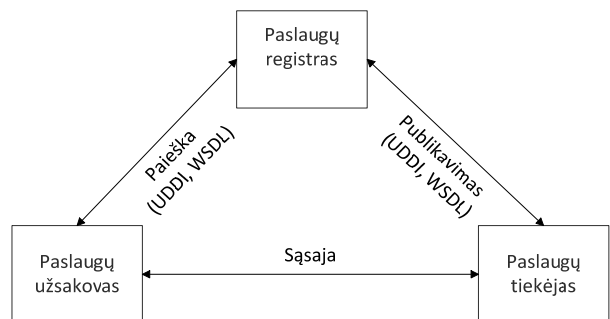 Paslaugų
registras
Paieška
(UDDI, WSDL)
Publikavimas
(UDDI, WSDL)
Paslaugų
užsakovas
Sąsaja
Paslaugų
tiekėjas